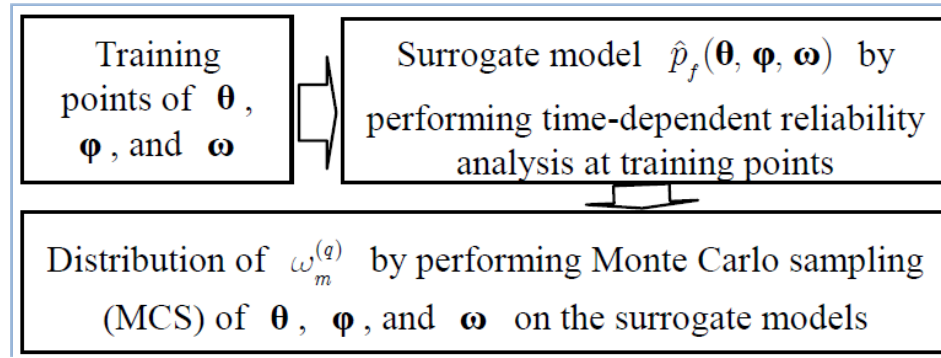 Training
points of θ ,
φ , and ω
Surrogate model p̂_f(θ, φ, ω) by
performing time-dependent reliability
analysis at training points
Distribution of ω_m^(q) by performing Monte Carlo sampling
(MCS) of θ , φ , and ω on the surrogate models